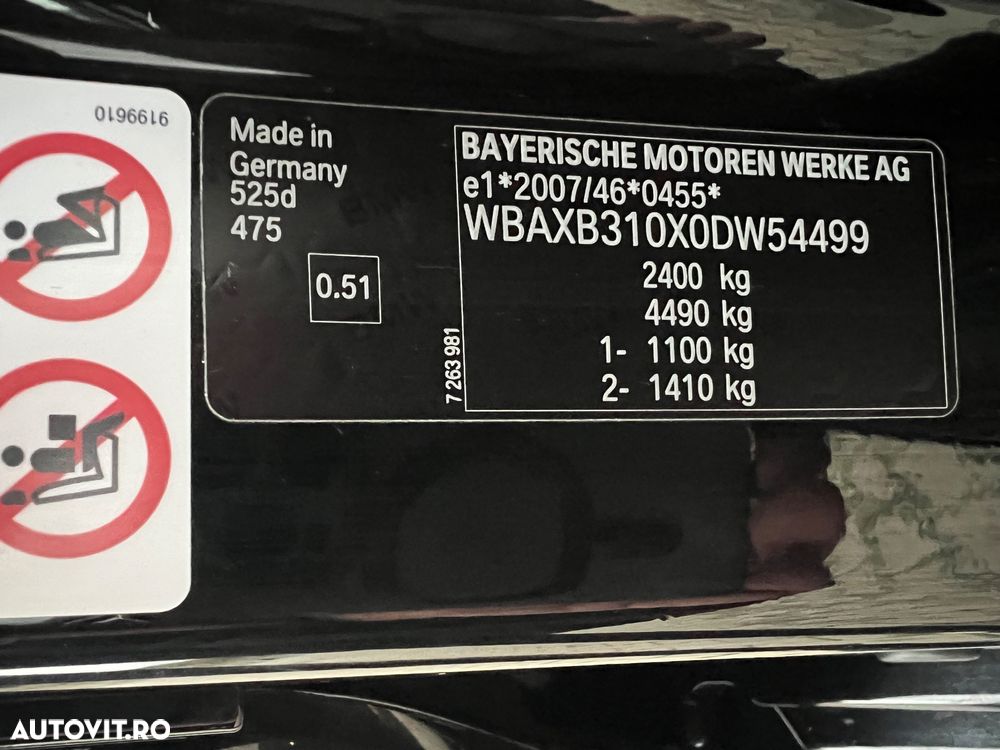 9199610
Made in
Germany
525d
475
0.51
7 263 981
BAYERISCHE MOTOREN WERKE AG
e1*2007/46*0455*
WBAXB310X0DW54499
2400 kg
4490 kg
1- 1100 kg
2- 1410 kg
AUTOVIT.RO